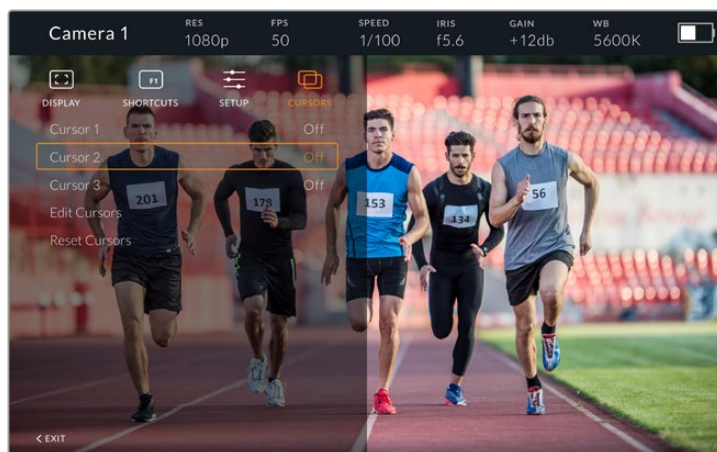 Camera 1
RES
1080p
FPS
50
SPEED
1/100
IRIS
f5.6
GAIN
+12db
WB
5600K
F1
DISPLAY
SHORTCUTS
SETUP
CURSORS
Cursor 1 Off
Cursor 2 Off
Cursor 3 Off
Edit Cursors
Reset Cursors
201
178
153
134
56
< EXIT